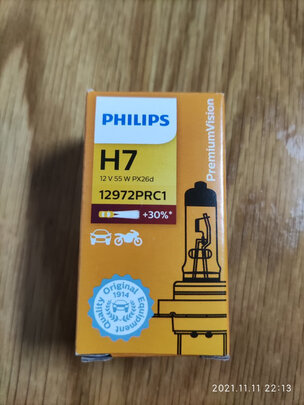 PHILIPS
H7
12 V 55 W PX26d
12972PRC1
+30%*
PremiumVision
Original
1914
Equipment
Quality
2021.11.11 22:13